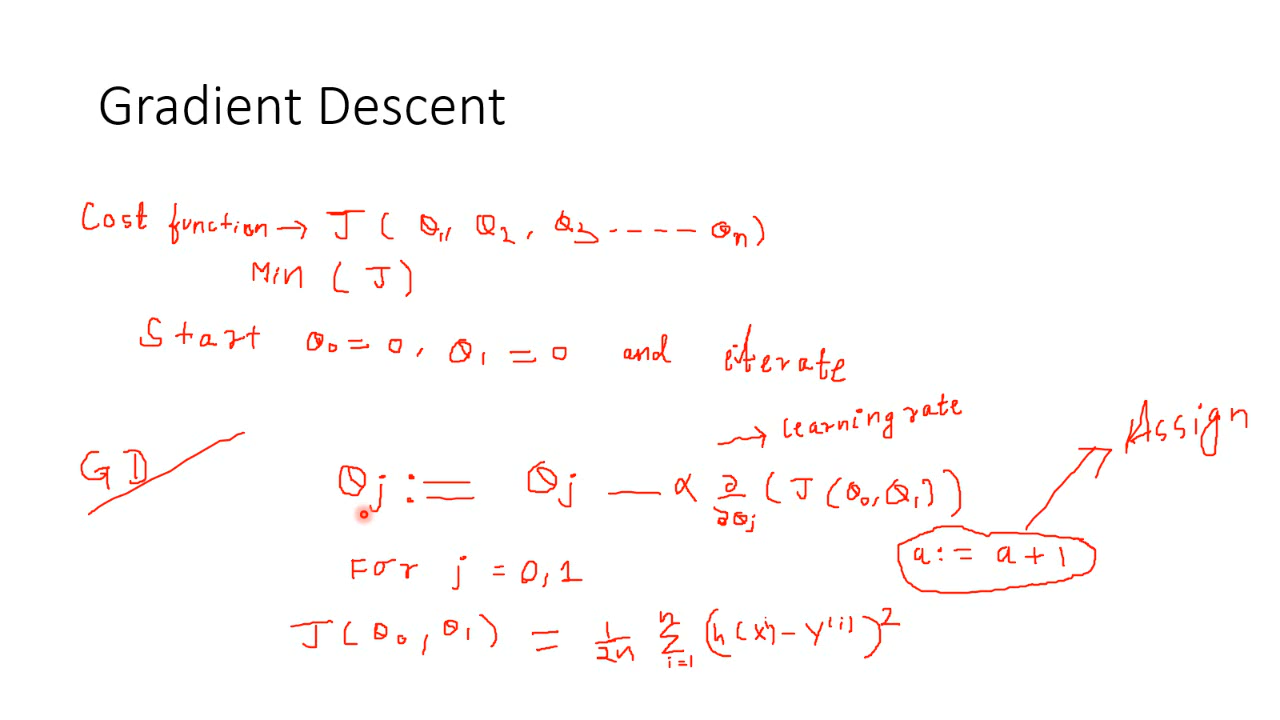 Gradient Descent
Cost function → J ( θ₁, θ₂, θ₃ ----- θₙ)
Min ( J )
Start θ₀ = 0, θ₁ = 0 and iterate
→ Learning rate
Assign
GD
θj := θj — α ∂/∂θj ( J (θ₀, θ₁) )
a := a + 1
For j = 0, 1
J ( θ₀, θ₁ ) = 1/2n Σ i=1 n (h(xⁱ) - Y⁽ⁱ⁾)²